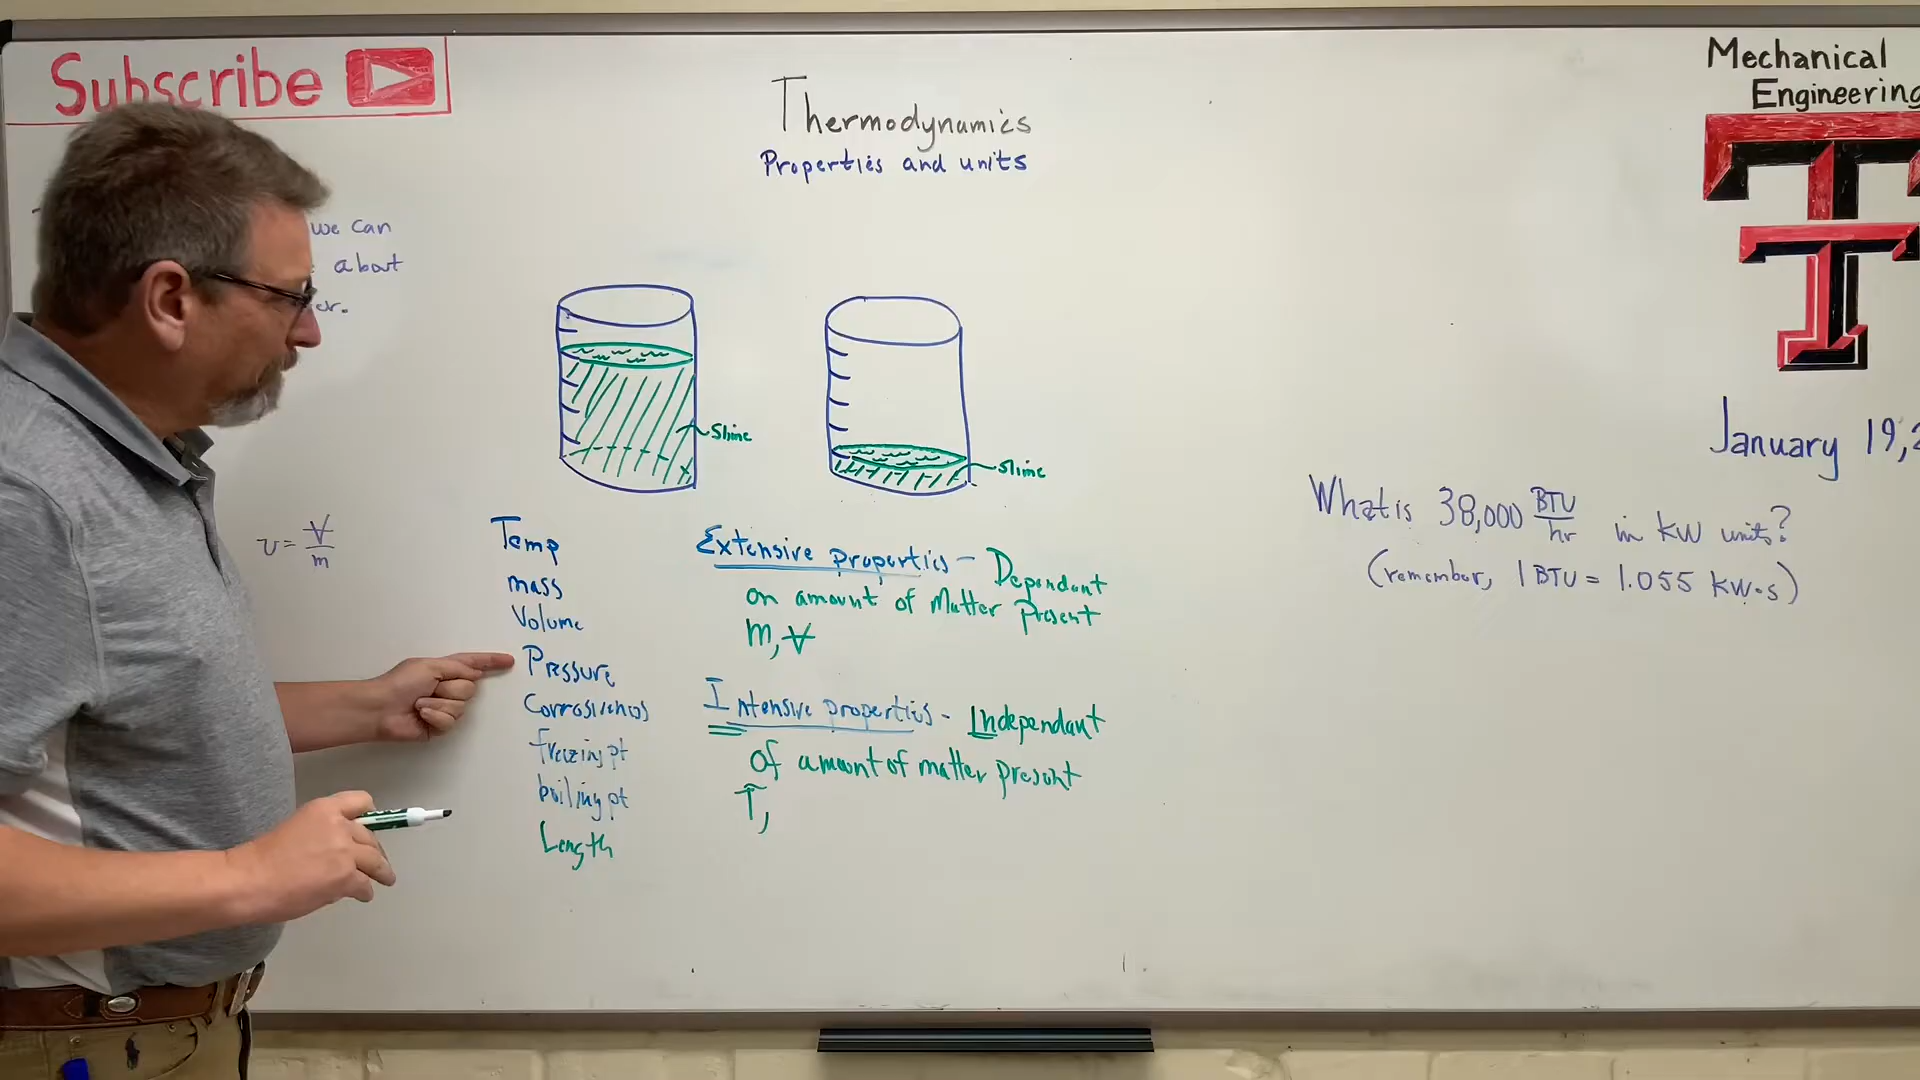 Subscribe
Thermodynamics
Properties and units
Mechanical
Engineering
we can
about
January 19,
Slime
Slime
What is 38,000 BTU/hr in kW units?
(remember, 1 BTU = 1.055 kW·s)
v = V/m
Temp
mass
Volume
Pressure
Corrosiveness
freezing pt
boiling pt
Length
Extensive properties - Dependant
on amount of Matter Present
m, V
Intensive properties - Independant
of amount of matter present
T,